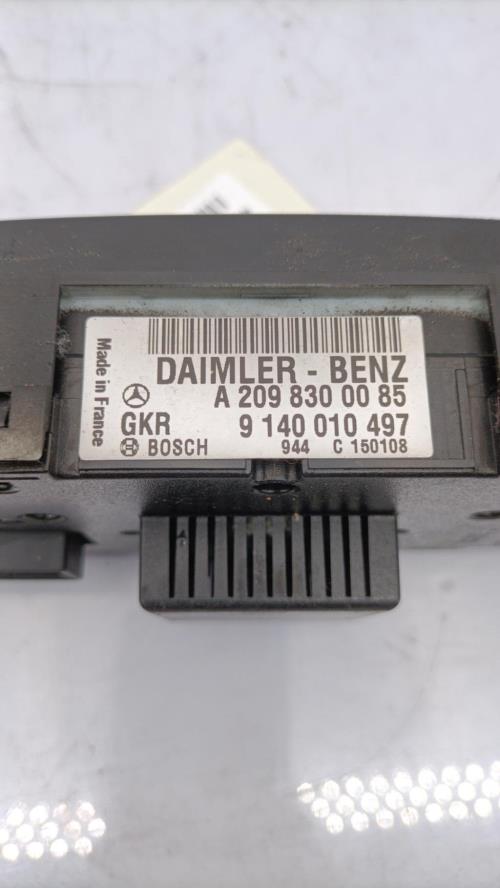 Made in France
DAIMLER - BENZ
A 209 830 00 85
GKR 9 140 010 497
BOSCH 944 C 150108